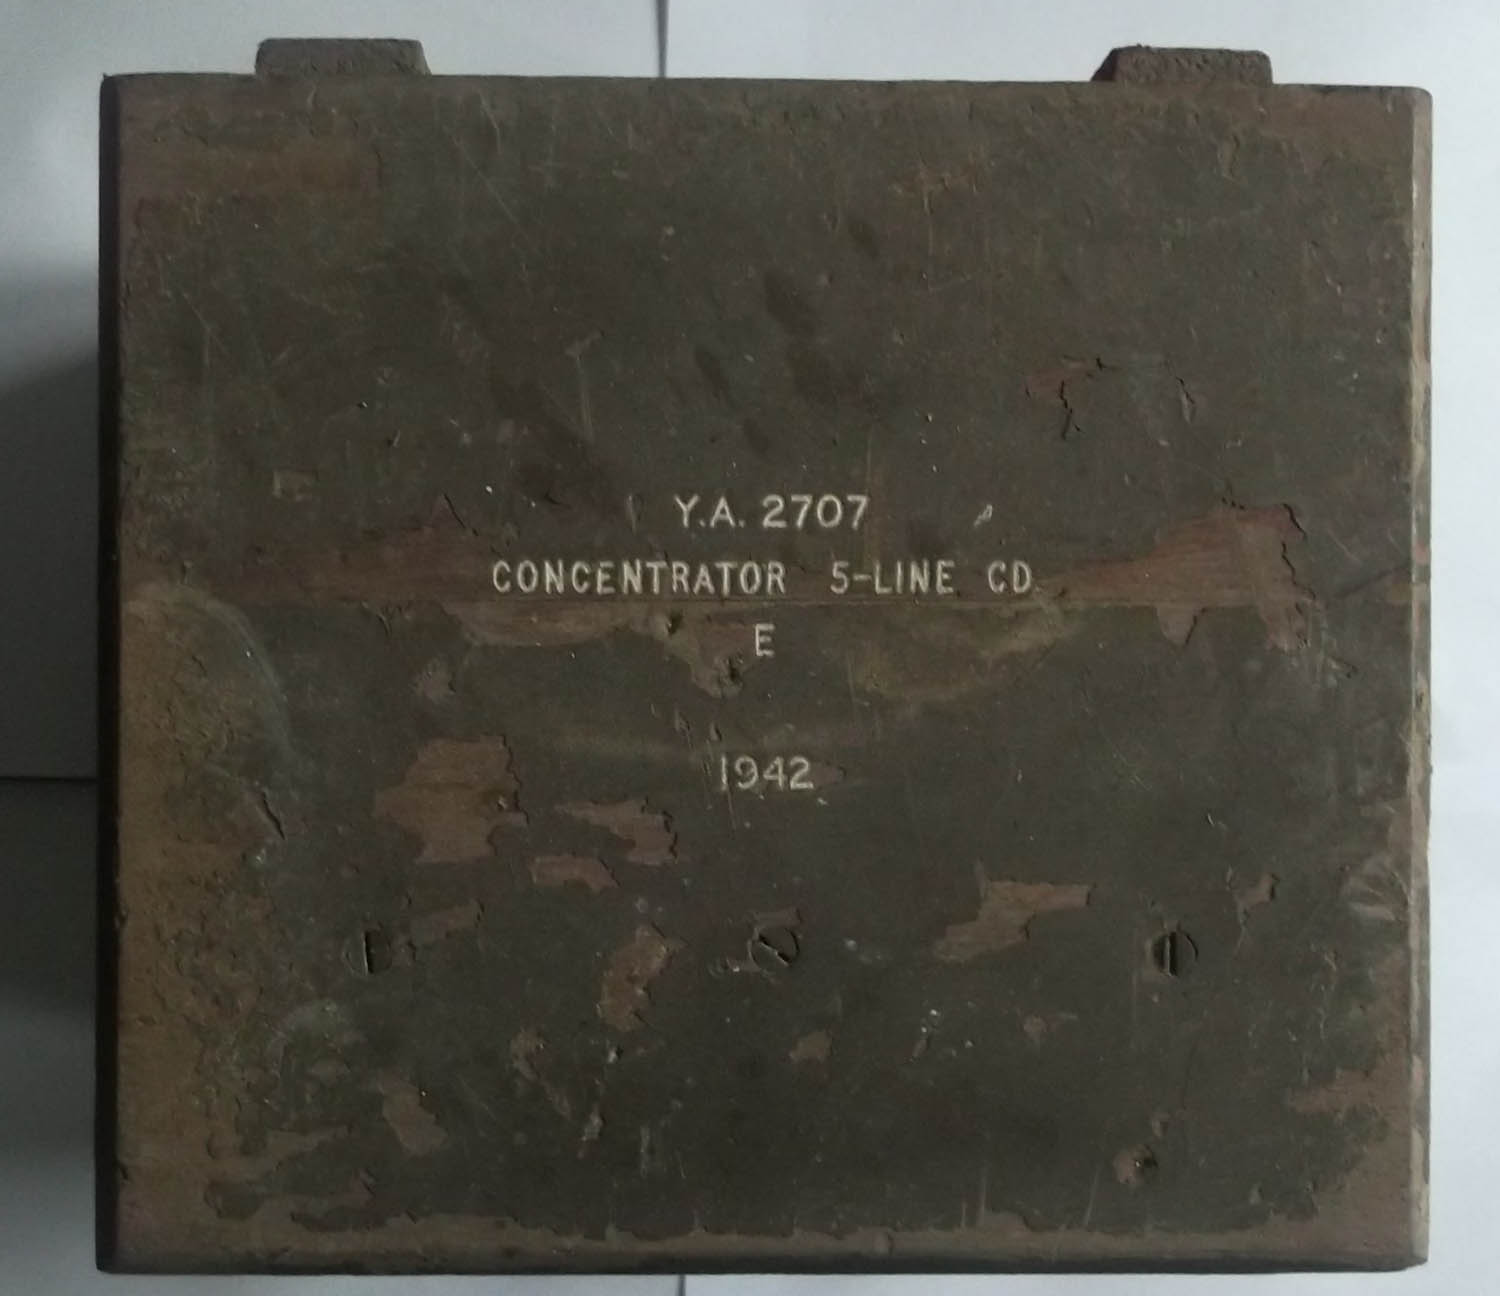 Y.A. 2707
CONCENTRATOR 5-LINE CD.
E
1942